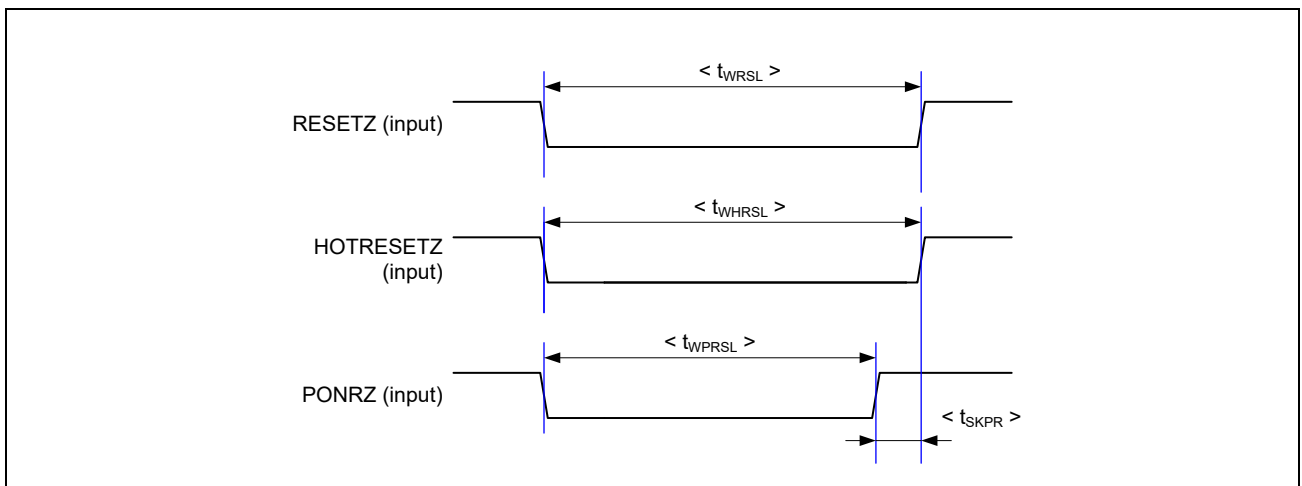 < tWRSL >
RESETZ (input)
< tWHRSL >
HOTRESETZ
(input)
< tWPRSL >
PONRZ (input)
< tSKPR >